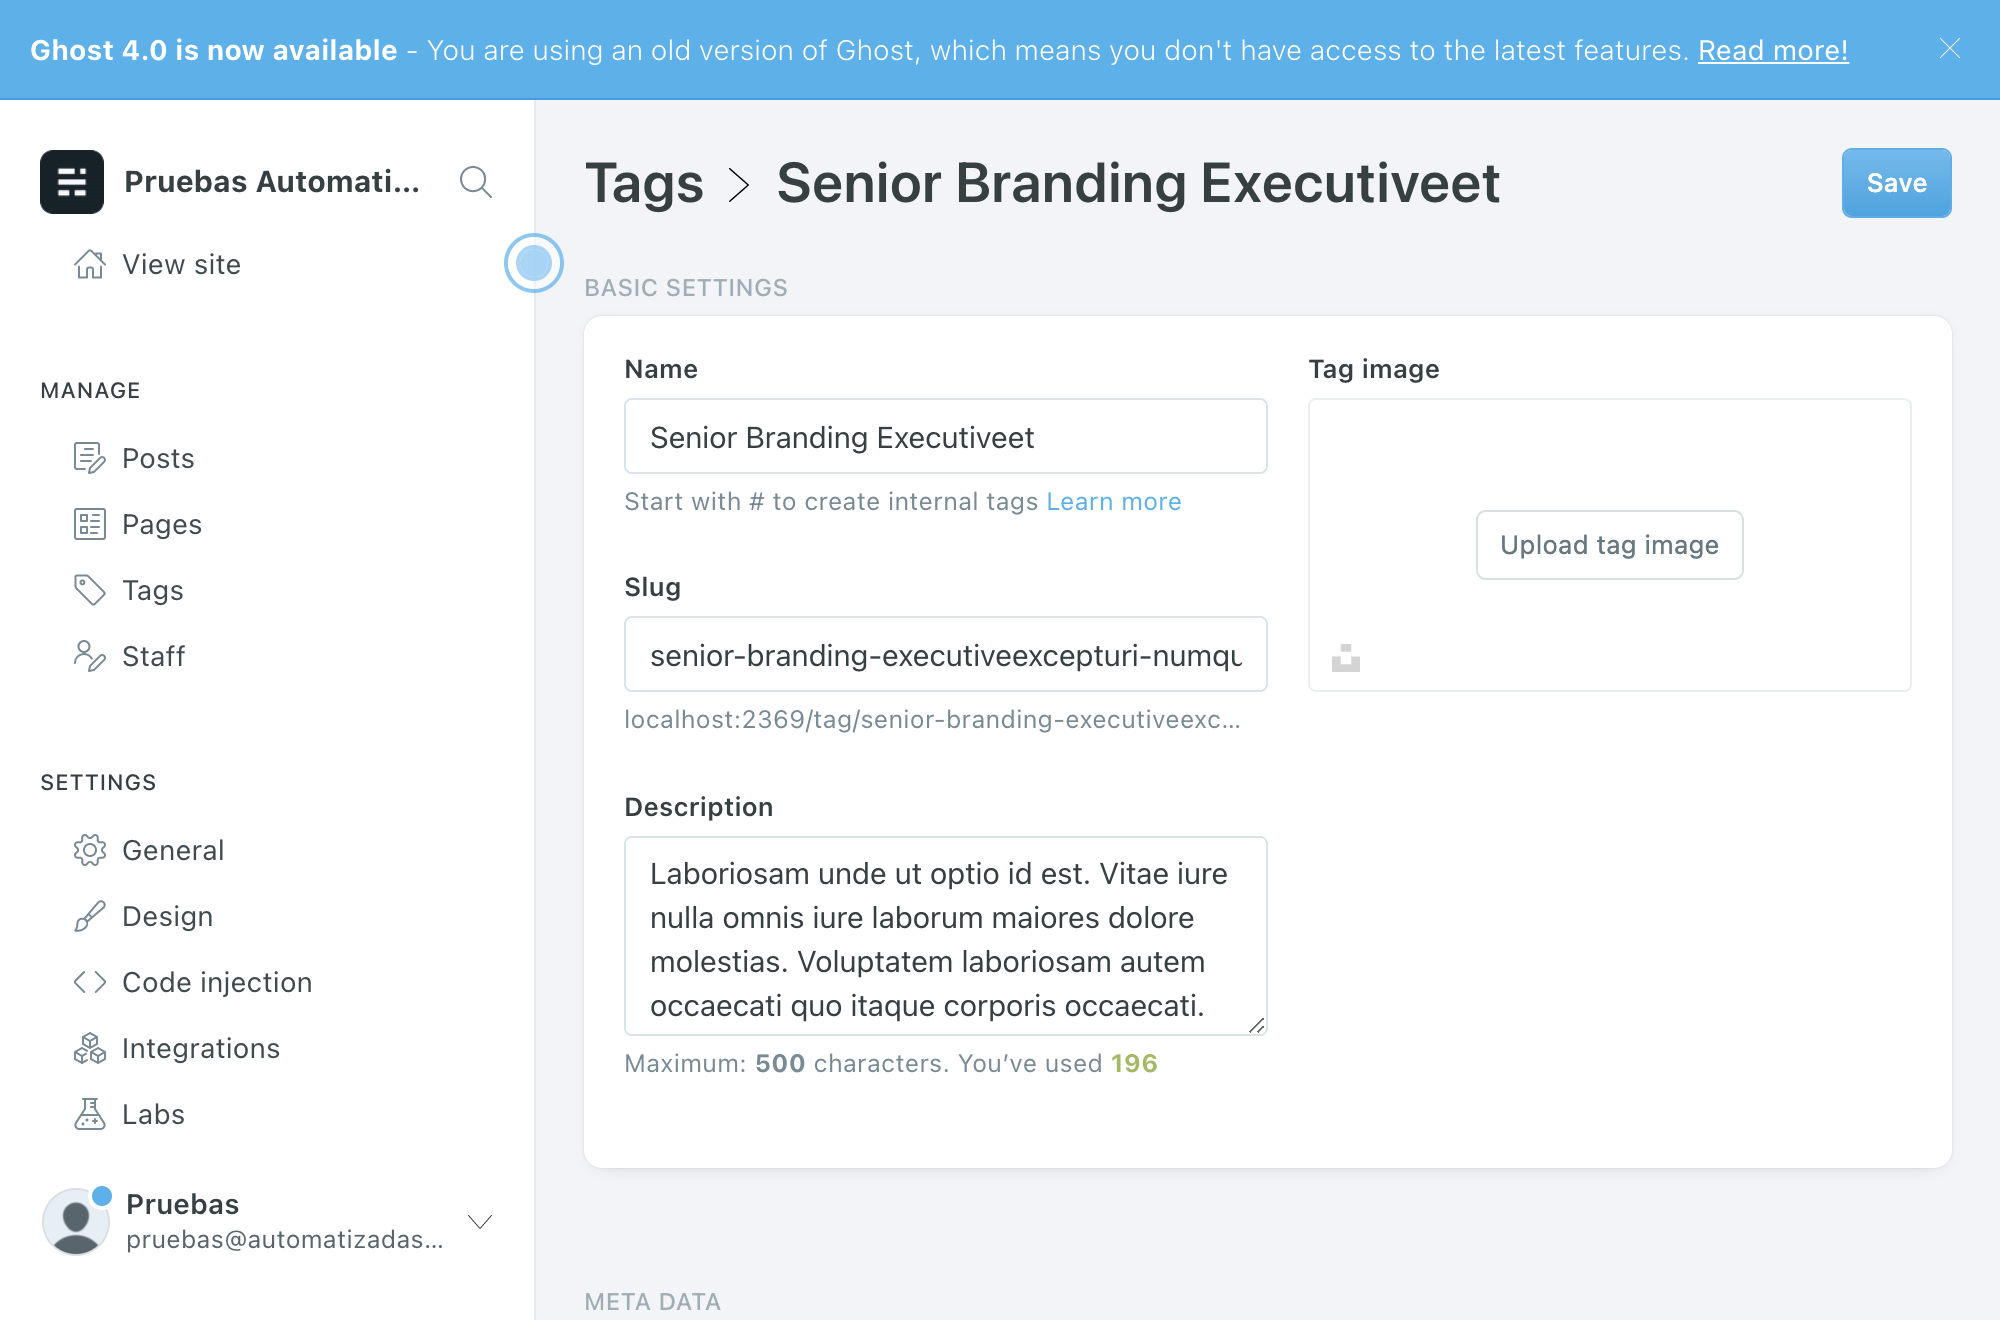 Ghost 4.0 is now available - You are using an old version of Ghost, which means you don't have access to the latest features. Read more!
Pruebas Automati...
View site
MANAGE
Posts
Pages
Tags
Staff
SETTINGS
General
Design
Code injection
Integrations
Labs
Pruebas
pruebas@automatizadas...
Tags > Senior Branding Executiveet
Save
BASIC SETTINGS
Name
Senior Branding Executiveet
Start with # to create internal tags Learn more
Slug
senior-branding-executiveexcepturi-numqu
localhost:2369/tag/senior-branding-executiveexc...
Description
Laboriosam unde ut optio id est. Vitae iure
nulla omnis iure laborum maiores dolore
molestias. Voluptatem laboriosam autem
occaecati quo itaque corporis occaecati.
Maximum: 500 characters. You’ve used 196
Tag image
Upload tag image
META DATA